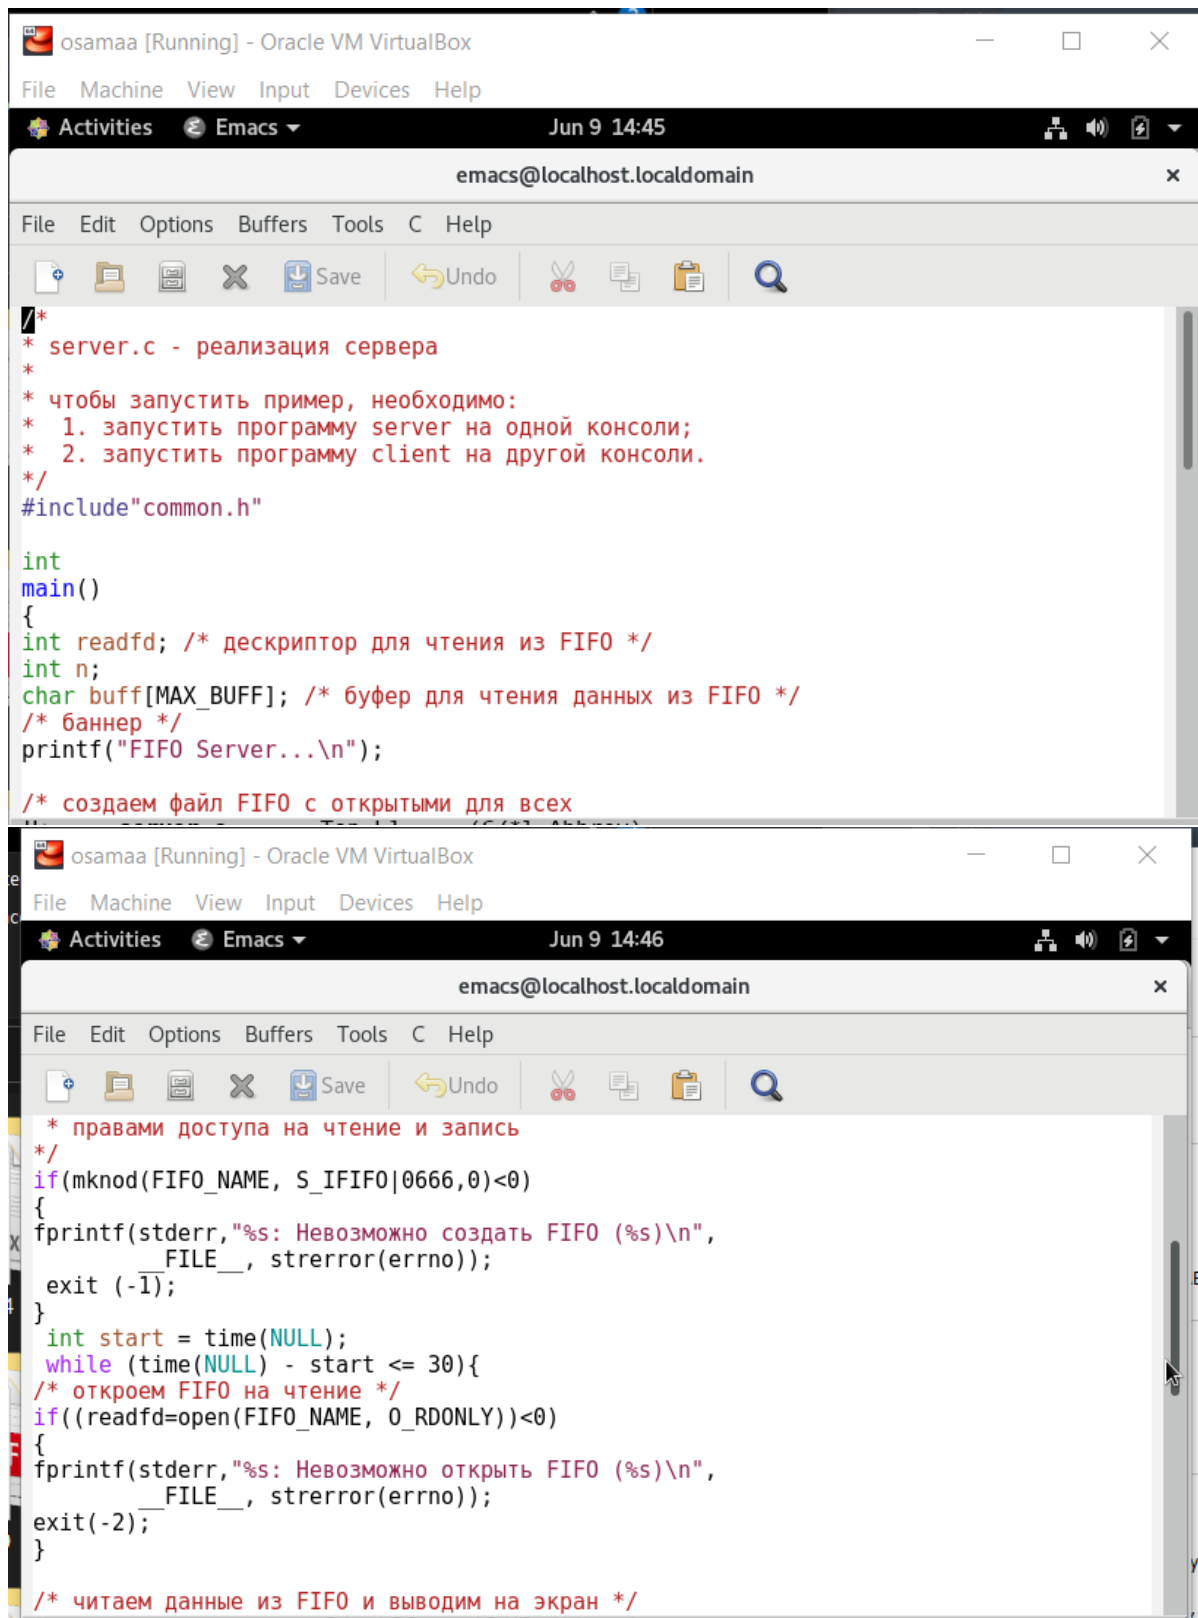 osamaa [Running] - Oracle VM VirtualBox
File Machine View Input Devices Help
Activities Emacs Jun 9 14:45
emacs@localhost.localdomain
File Edit Options Buffers Tools C Help
Save Undo
/*
* server.c - реализация сервера
*
* чтобы запустить пример, необходимо:
*  1. запустить программу server на одной консоли;
*  2. запустить программу client на другой консоли.
*/
#include"common.h"
int
main()
{
int readfd; /* дескриптор для чтения из FIFO */
int n;
char buff[MAX_BUFF]; /* буфер для чтения данных из FIFO */
/* баннер */
printf("FIFO Server...\n");
/* создаем файл FIFO с открытыми для всех
osamaa [Running] - Oracle VM VirtualBox
File Machine View Input Devices Help
Activities Emacs Jun 9 14:46
emacs@localhost.localdomain
File Edit Options Buffers Tools C Help
Save Undo
* правами доступа на чтение и запись
*/
if(mknod(FIFO_NAME, S_IFIFO|0666,0)<0)
{
fprintf(stderr,"%s: Невозможно создать FIFO (%s)\n",
__FILE__, strerror(errno));
exit (-1);
}
int start = time(NULL);
while (time(NULL) - start <= 30){
/* откроем FIFO на чтение */
if((readfd=open(FIFO_NAME, O_RDONLY))<0)
{
fprintf(stderr,"%s: Невозможно открыть FIFO (%s)\n",
__FILE__, strerror(errno));
exit(-2);
}
/* читаем данные из FIFO и выводим на экран */